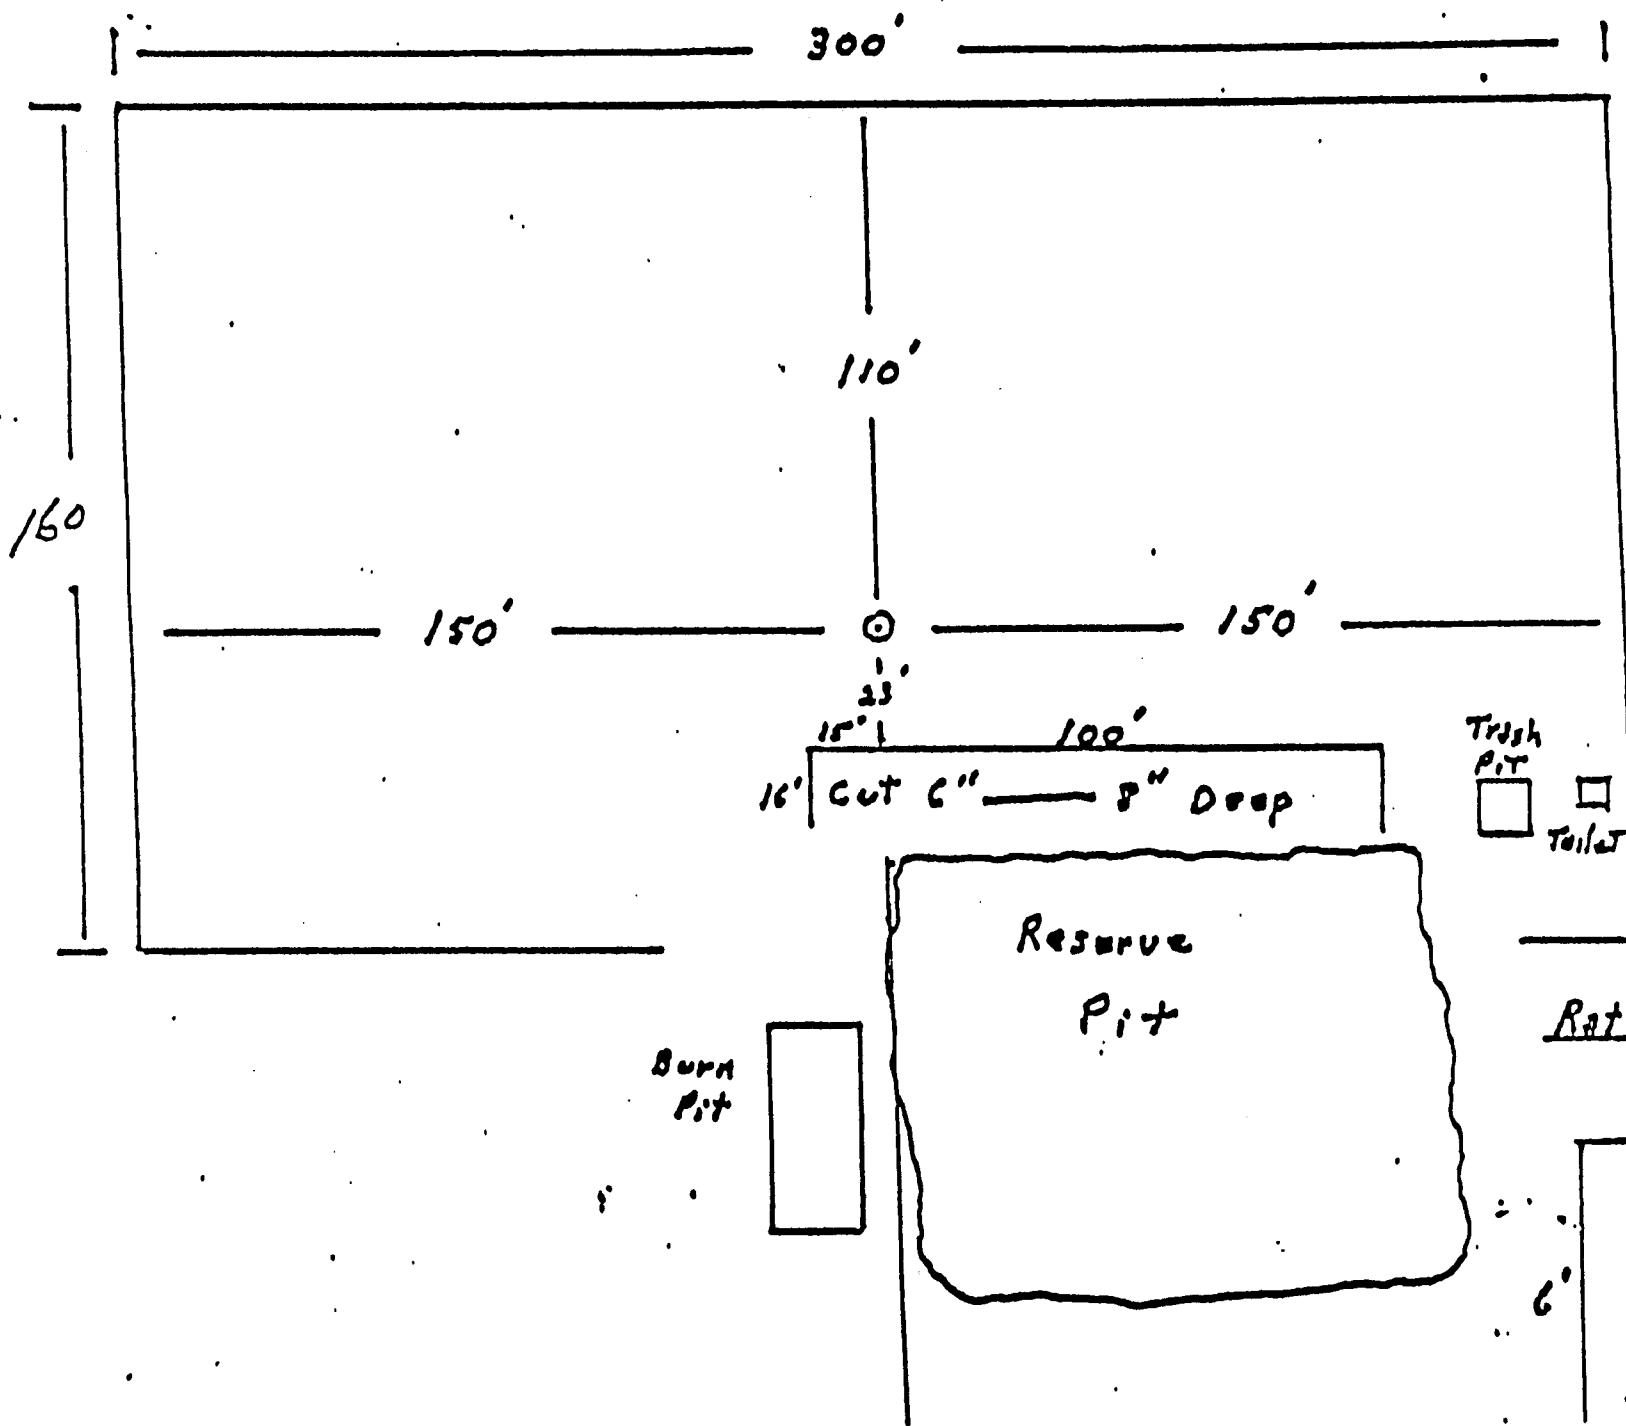 300'
110'
160
150' 150'
23'
15' 100'
16' Cut 6" 8" Deep
Trash
Pit
Toilet
Reserve
Pit
Rat
Burn
Pit
6'